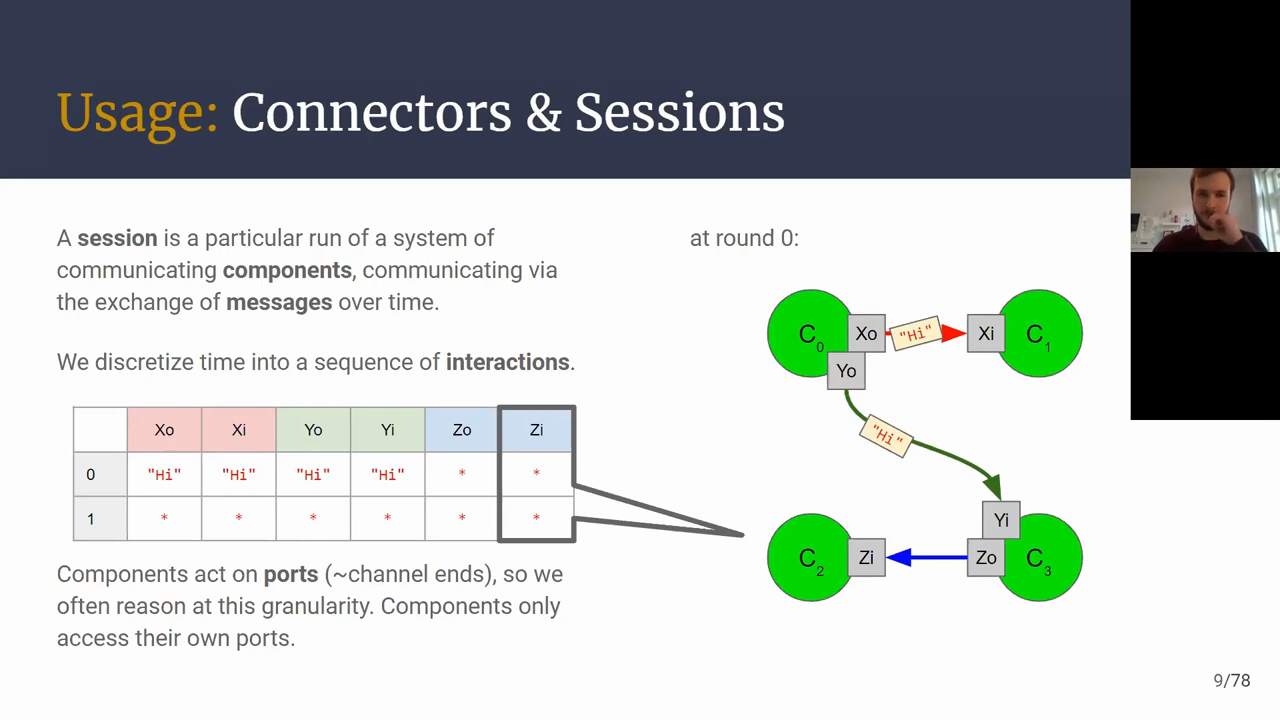 Usage: Connectors & Sessions
A session is a particular run of a system of
communicating components, communicating via
the exchange of messages over time.
We discretize time into a sequence of interactions.
Xo Xi Yo Yi Zo Zi
0 "Hi" "Hi" "Hi" "Hi" * *
1 * * * * * *
Components act on ports (~channel ends), so we
often reason at this granularity. Components only
access their own ports.
at round 0:
C0 Xo "Hi" Xi C1
Yo
"Hi"
Yi
C2 Zi Zo C3
9/78